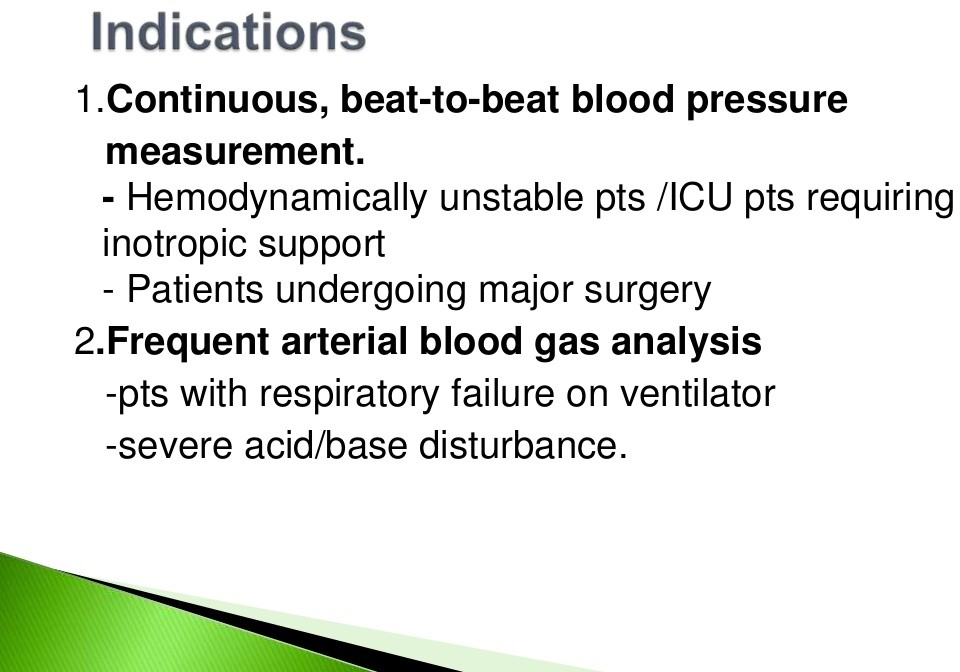 Indications
1.Continuous, beat-to-beat blood pressure
measurement.
- Hemodynamically unstable pts /ICU pts requiring
inotropic support
- Patients undergoing major surgery
2.Frequent arterial blood gas analysis
-pts with respiratory failure on ventilator
-severe acid/base disturbance.